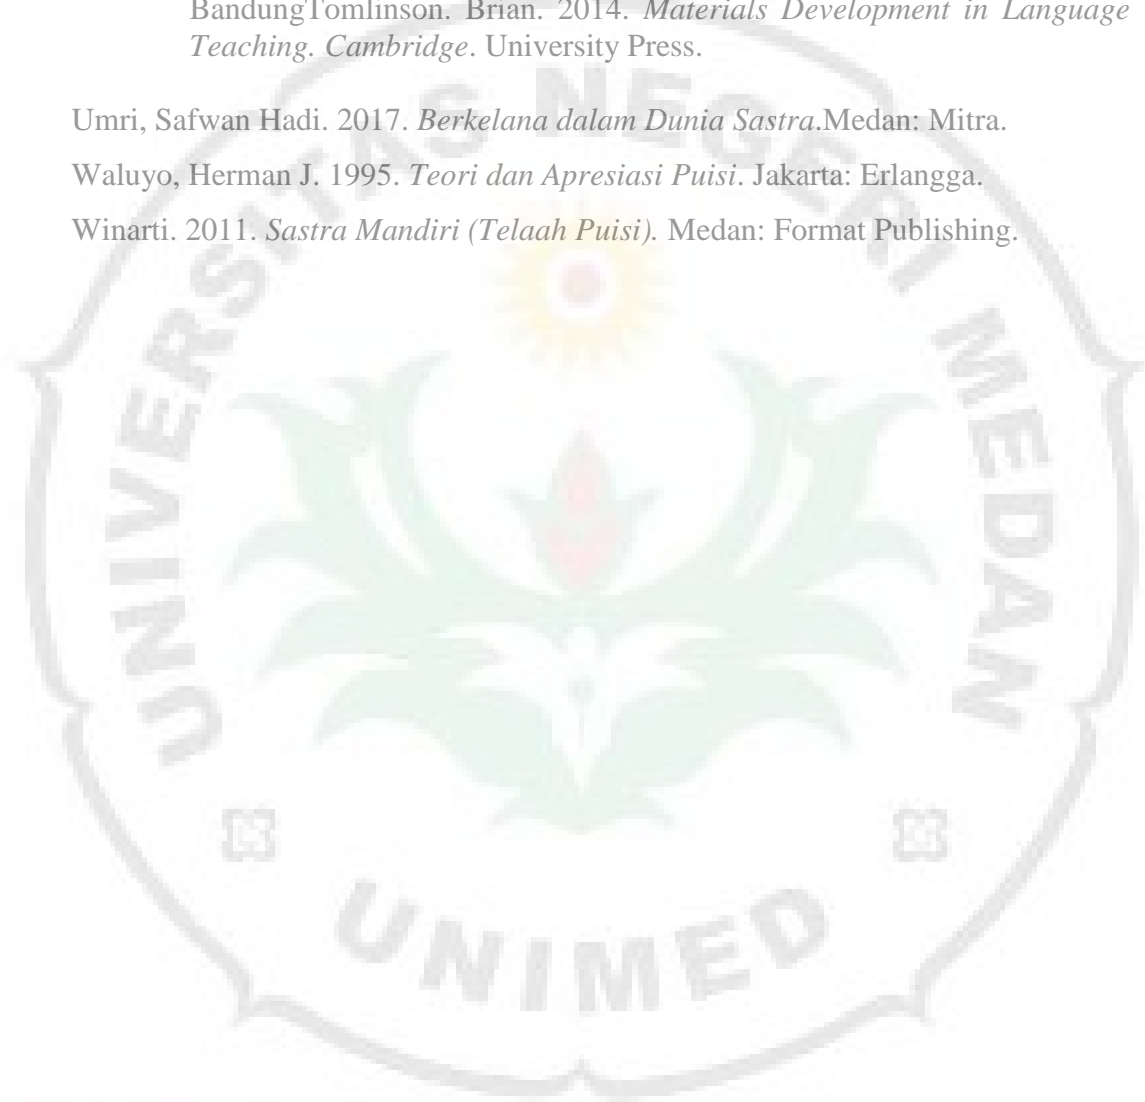 BandungTomlinson. Brian. 2014. Materials Development in Language
Teaching. Cambridge. University Press.
Umri, Safwan Hadi. 2017. Berkelana dalam Dunia Sastra.Medan: Mitra.
Waluyo, Herman J. 1995. Teori dan Apresiasi Puisi. Jakarta: Erlangga.
Winarti. 2011. Sastra Mandiri (Telaah Puisi). Medan: Format Publishing.
UNIVERSITAS NEGERI MEDAN
UNIMED